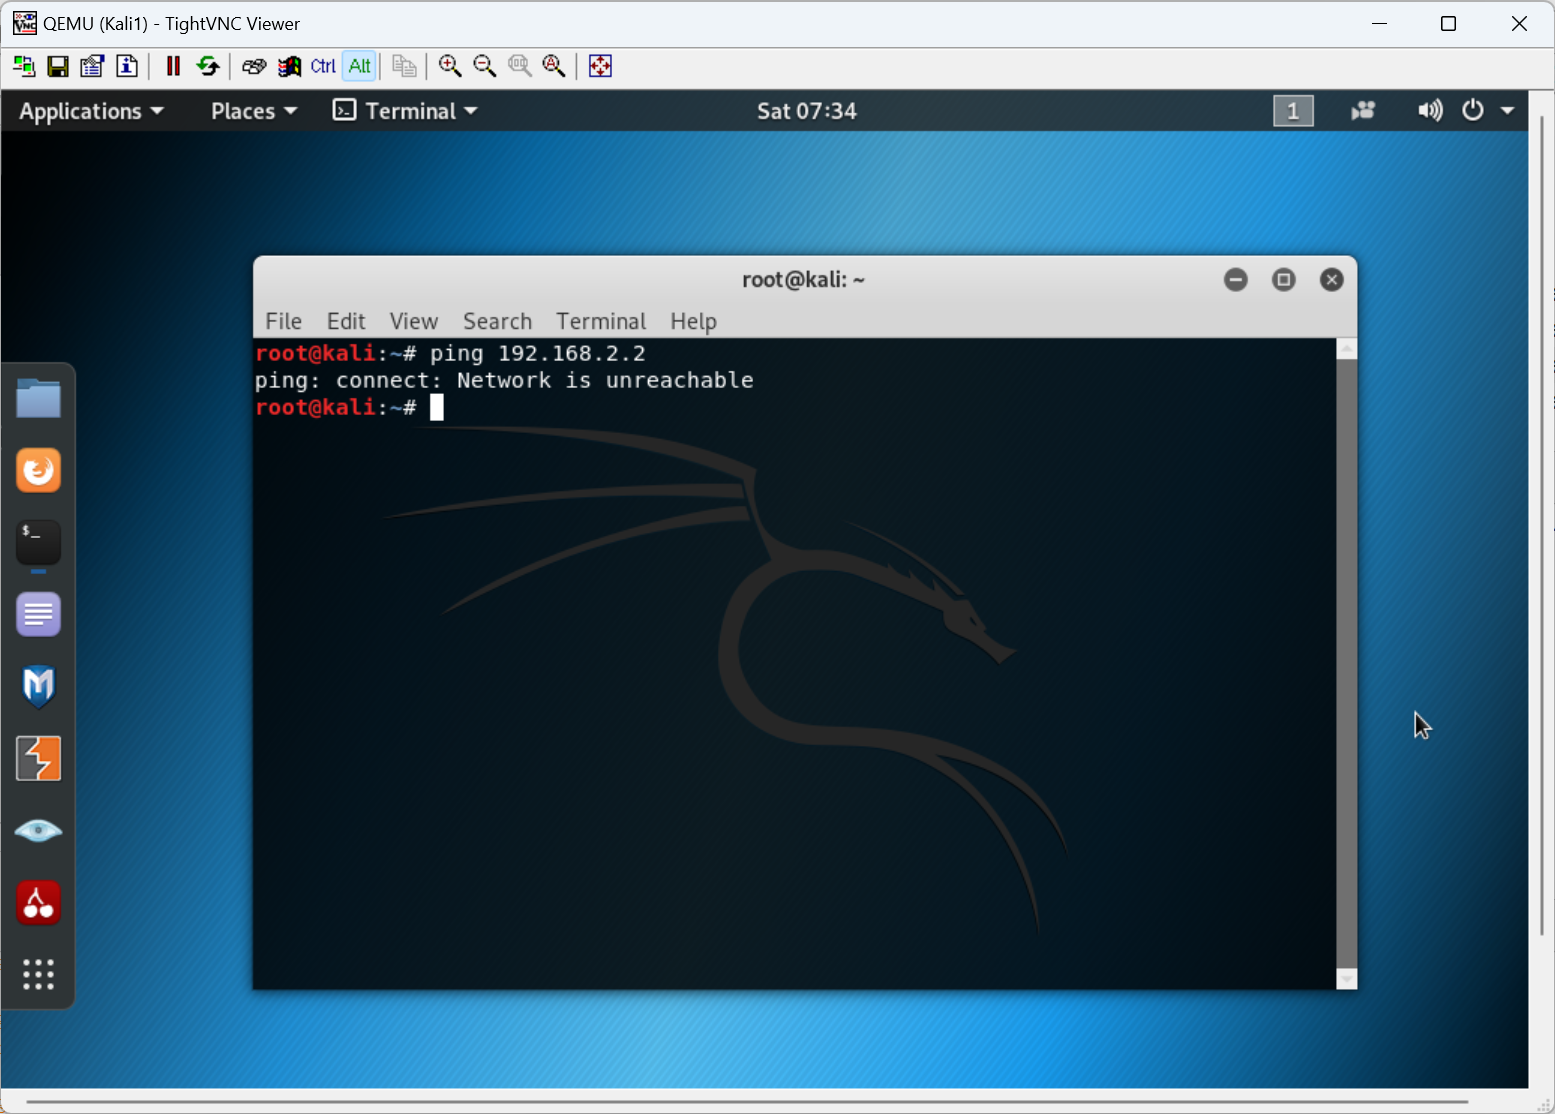 QEMU (Kali1) - TightVNC Viewer
Ctrl Alt
Applications Places Terminal Sat 07:34 1
root@kali: ~
File Edit View Search Terminal Help
root@kali:~# ping 192.168.2.2
ping: connect: Network is unreachable
root@kali:~#
$_